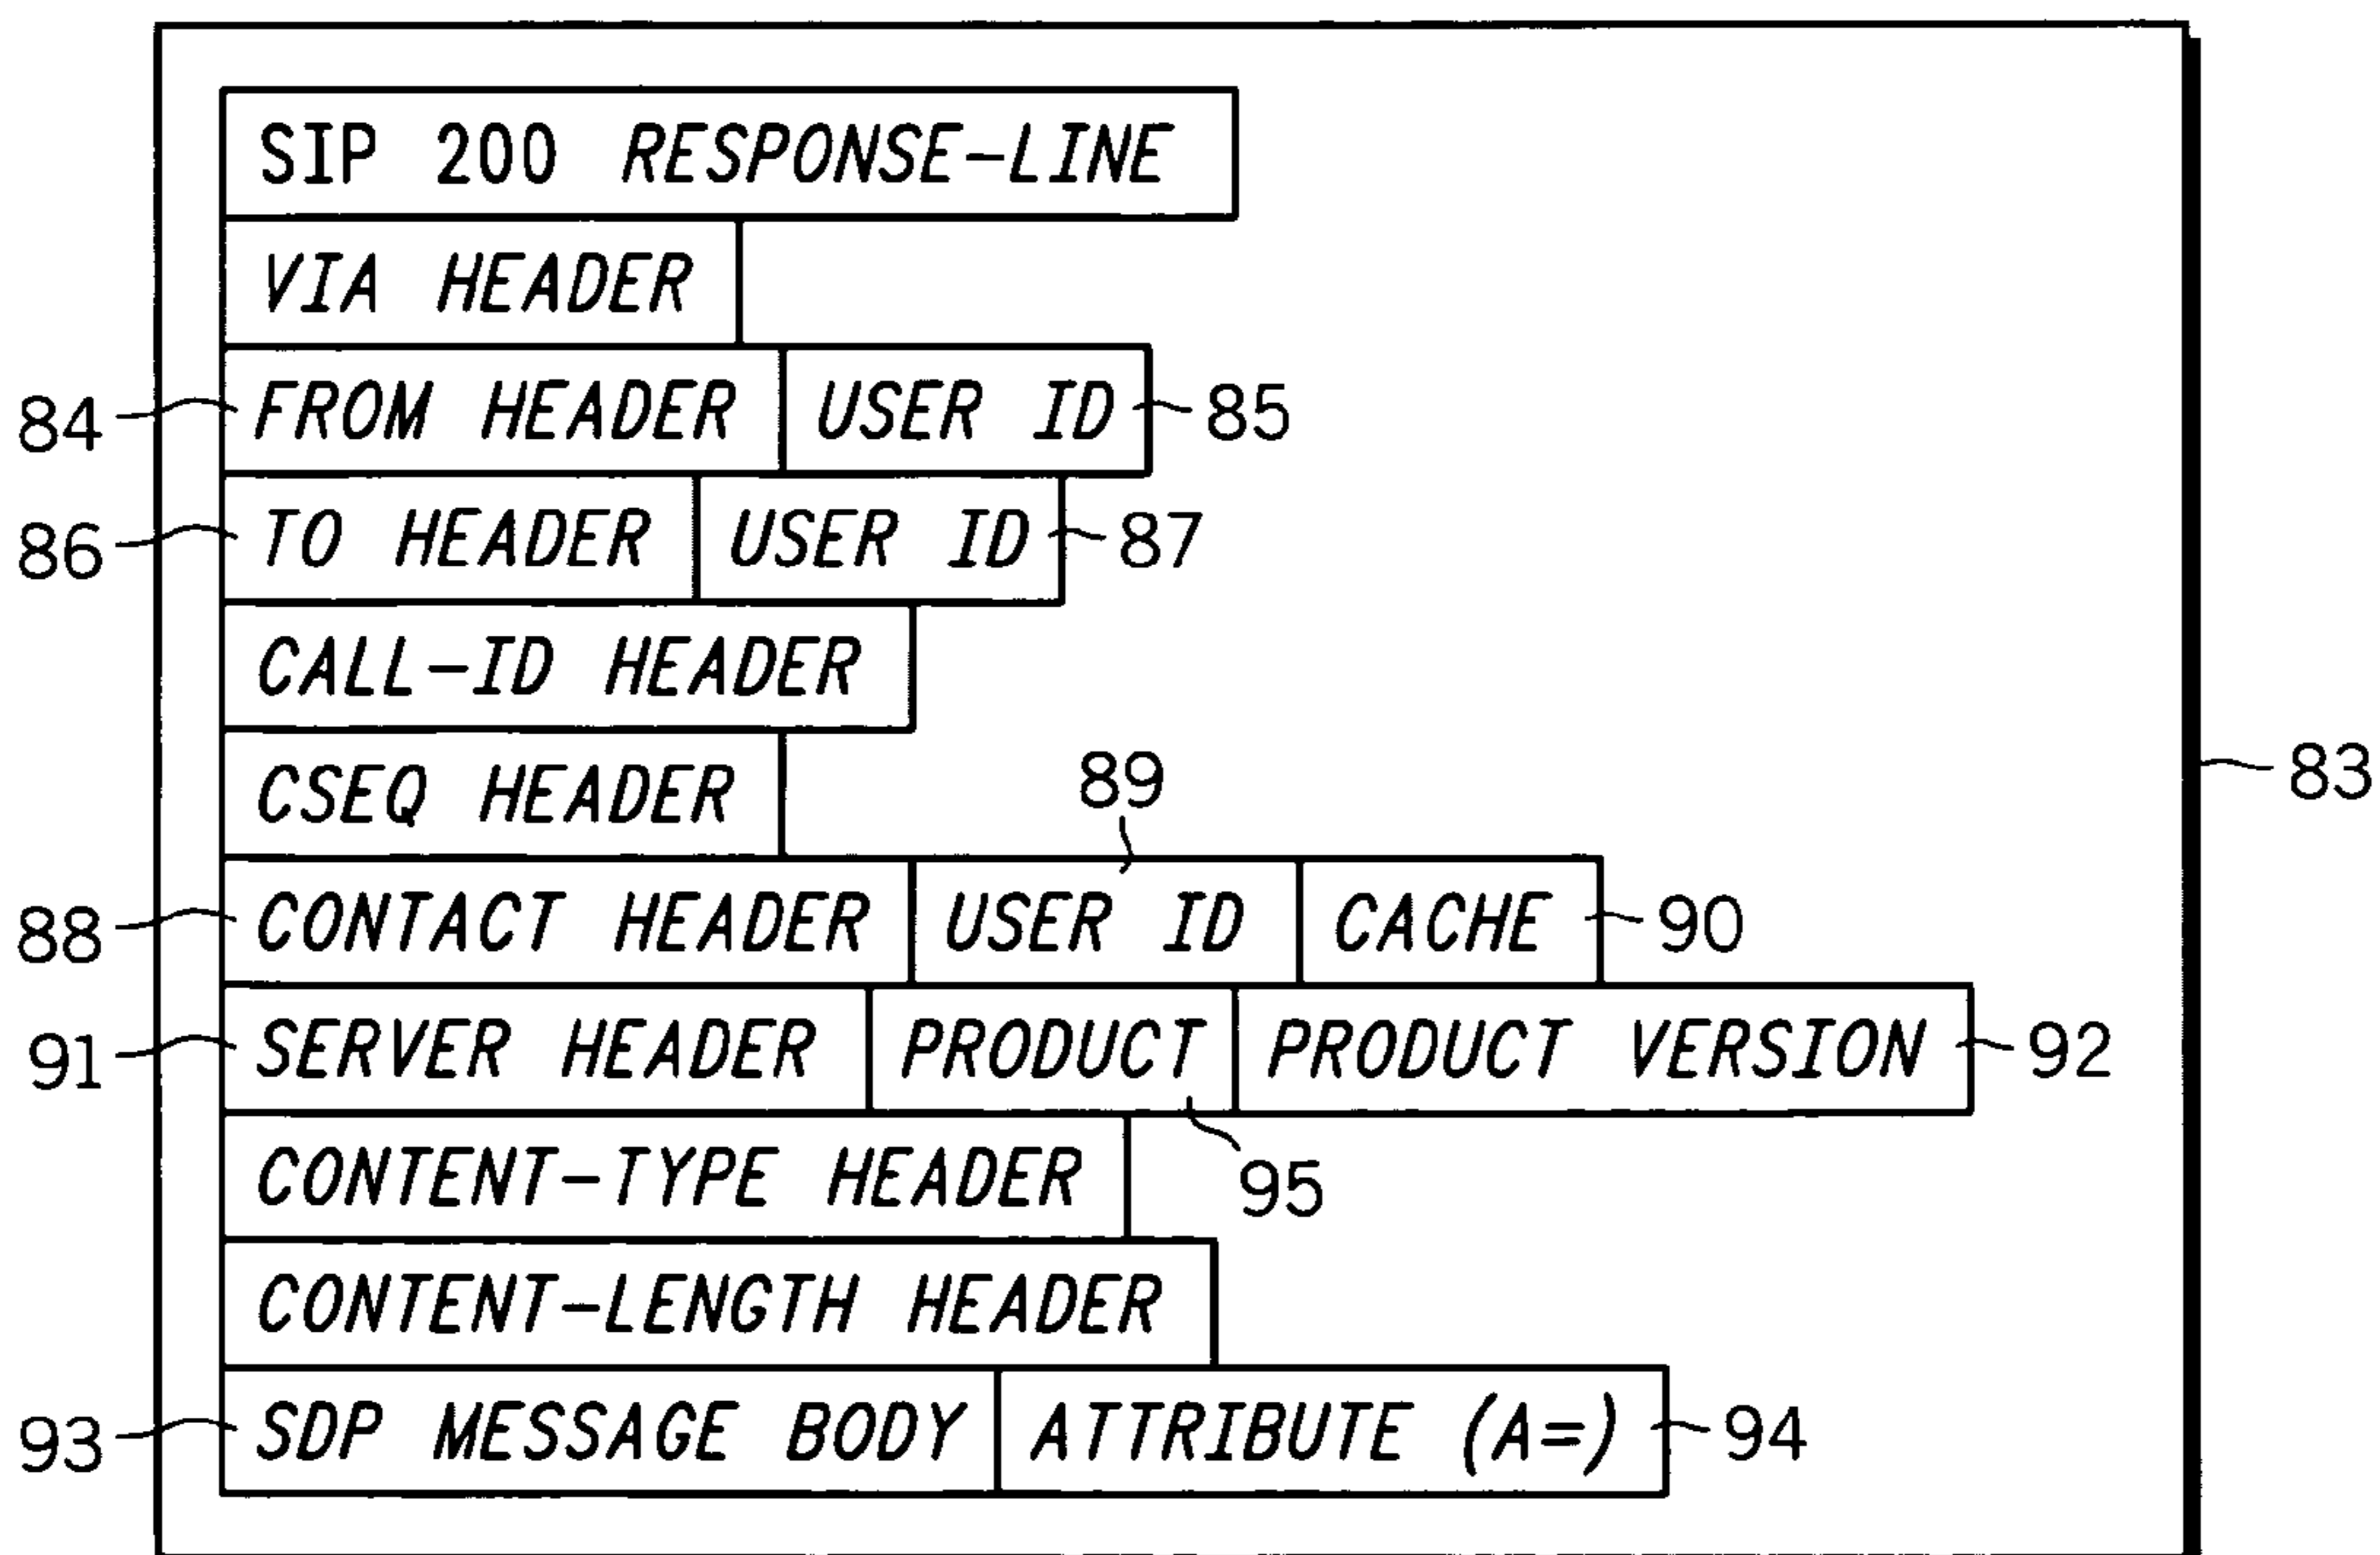 SIP 200 RESPONSE-LINE
VIA HEADER
84 FROM HEADER USER ID 85
86 TO HEADER USER ID 87
CALL-ID HEADER
CSEQ HEADER
89
83
88 CONTACT HEADER USER ID CACHE 90
91 SERVER HEADER PRODUCT PRODUCT VERSION 92
CONTENT-TYPE HEADER
95
CONTENT-LENGTH HEADER
93 SDP MESSAGE BODY ATTRIBUTE (A=) 94